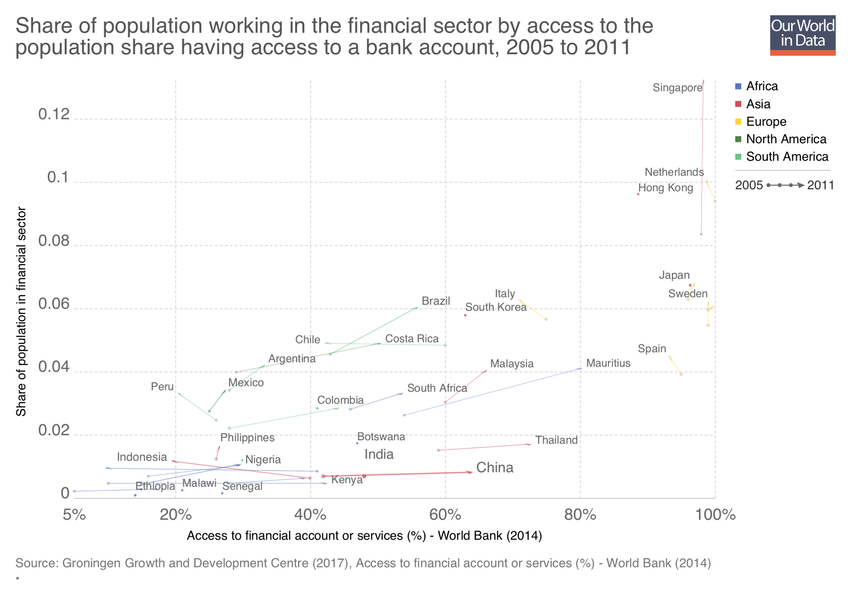 Share of population working in the financial sector by access to the
population share having access to a bank account, 2005 to 2011
Our World
in Data
Africa
Asia
Europe
North America
South America
2005
2011
Share of population in financial sector
0.12
0.1
0.08
0.06
0.04
0.02
0
Singapore
Netherlands
Hong Kong
Japan
Sweden
Italy
Brazil
South Korea
Chile
Costa Rica
Spain
Argentina
Malaysia
Mauritius
Peru
Mexico
South Africa
Colombia
Philippines
Botswana
Thailand
India
Indonesia
Nigeria
China
Kenya
Ethiopia
Malawi
Senegal
5%
20%
40%
60%
80%
100%
Access to financial account or services (%) - World Bank (2014)
Source: Groningen Growth and Development Centre (2017), Access to financial account or services (%) - World Bank (2014)
•